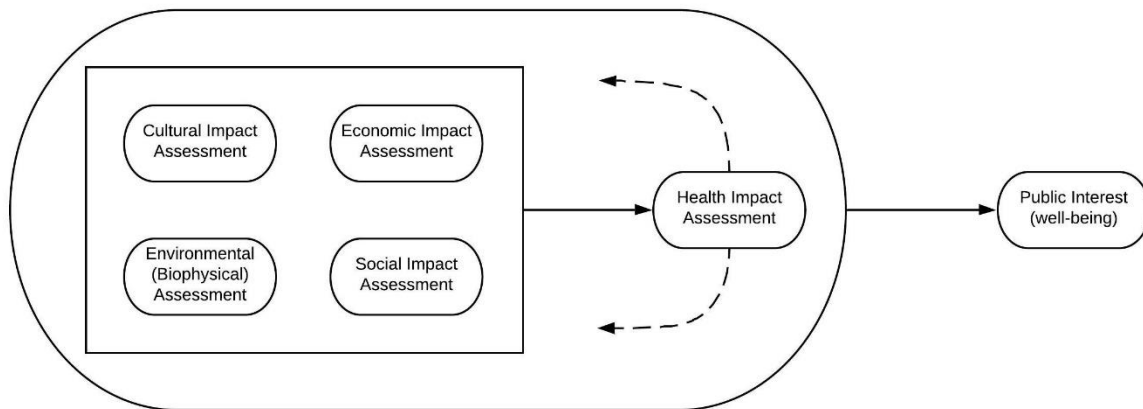 Cultural Impact
Assessment
Economic Impact
Assessment
Environmental
(Biophysical)
Assessment
Social Impact
Assessment
Health Impact
Assessment
Public Interest
(well-being)